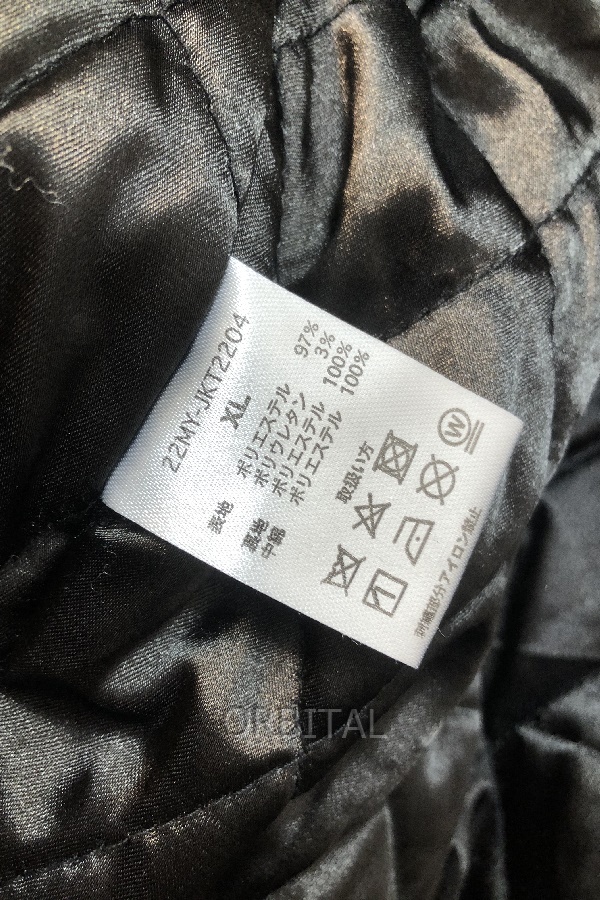 22MY-JKT2204
XL
表地 ポリエステル 97%
ポリウレタン 3%
裏地 ポリエステル 100%
中綿 ポリエステル 100%
取扱い方
W
刺繍部分アイロン禁止
ORBITAL